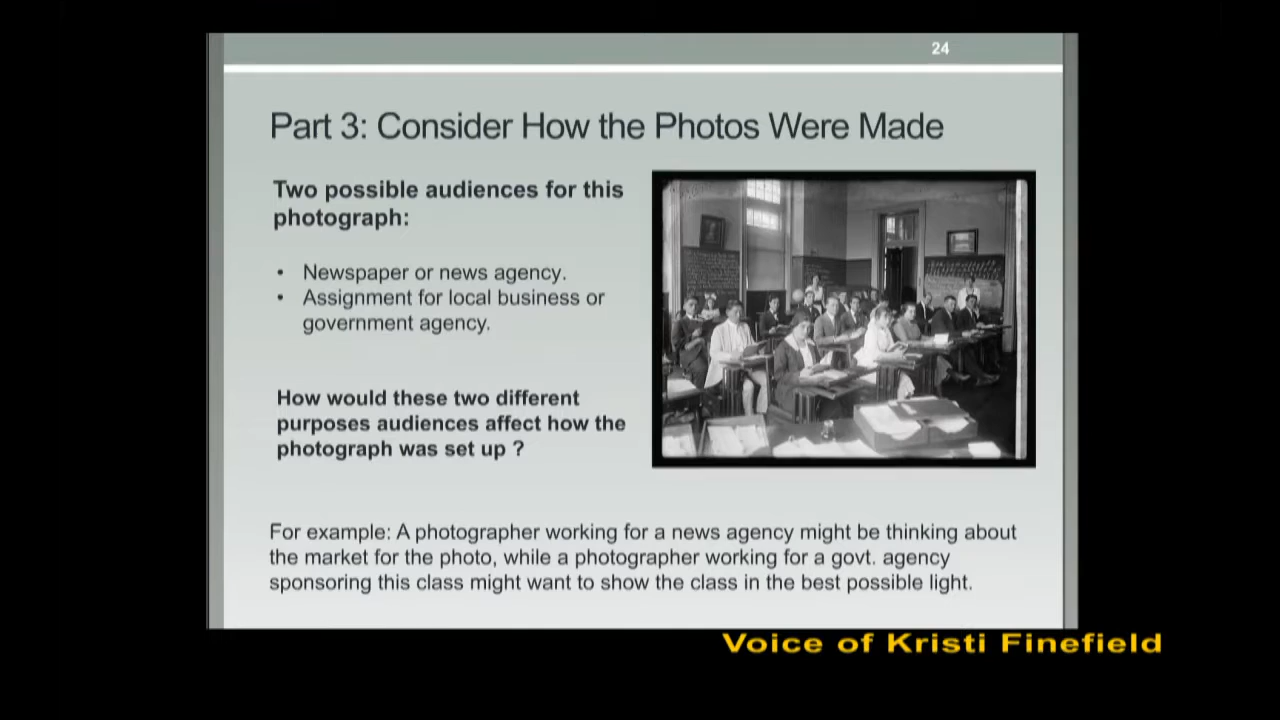 24
Part 3: Consider How the Photos Were Made
Two possible audiences for this
photograph:
• Newspaper or news agency.
• Assignment for local business or
government agency.
How would these two different
purposes audiences affect how the
photograph was set up ?
For example: A photographer working for a news agency might be thinking about
the market for the photo, while a photographer working for a govt. agency
sponsoring this class might want to show the class in the best possible light.
Voice of Kristi Finefield